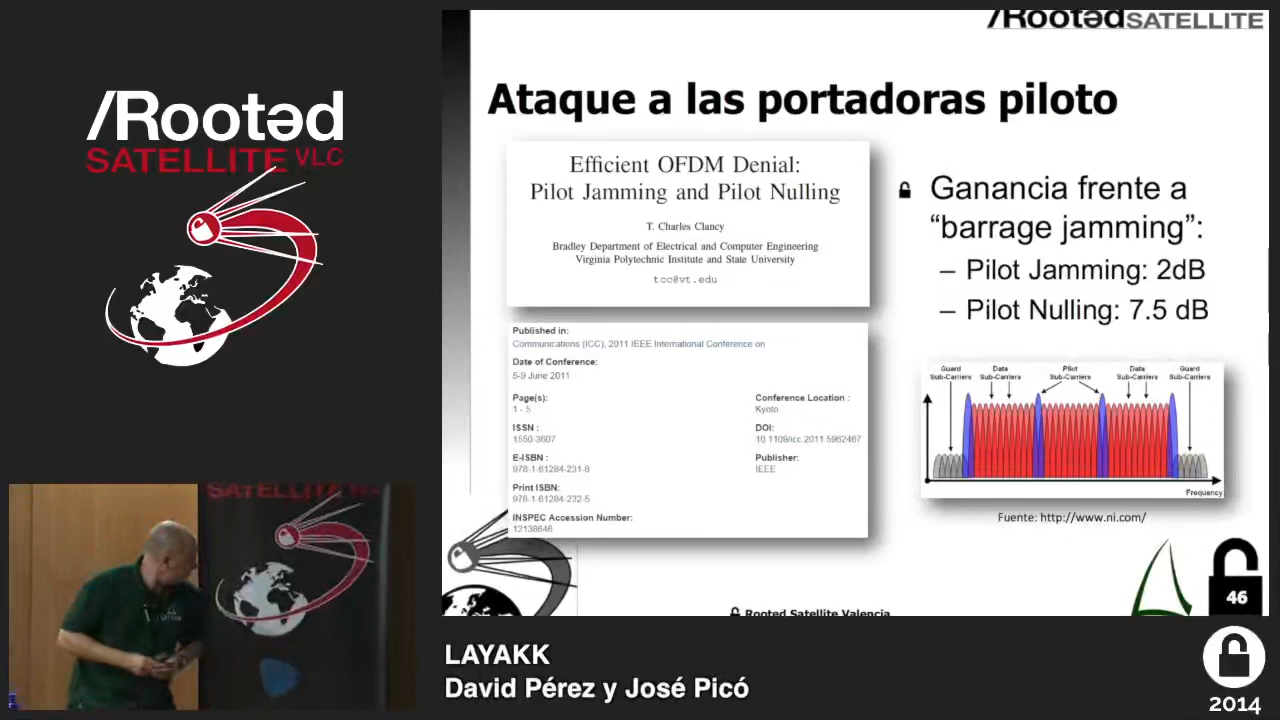 /Rootəd
SATELLITE VLC
/RootədSATELLITE
Ataque a las portadoras piloto
Efficient OFDM Denial:
Pilot Jamming and Pilot Nulling
T. Charles Clancy
Bradley Department of Electrical and Computer Engineering
Virginia Polytechnic Institute and State University
tcc@vt.edu
Published in:
Communications (ICC), 2011 IEEE International Conference on
Date of Conference:
5-9 June 2011
Page(s):
1 - 5
Conference Location :
Kyoto
ISSN :
1550-3607
DOI:
10.1109/icc.2011.5962467
E-ISBN :
978-1-61284-231-8
Publisher:
IEEE
Print ISBN:
978-1-61284-232-5
INSPEC Accession Number:
12138646
Ganancia frente a
“barrage jamming”:
– Pilot Jamming: 2dB
– Pilot Nulling: 7.5 dB
Guard
Sub-Carriers
Data
Sub-Carriers
Pilot
Sub-Carriers
Data
Sub-Carriers
Guard
Sub-Carriers
Frequency
Fuente: http://www.ni.com/
Rooted Satellite Valencia
46
SATELLITE
LAYAKK
David Pérez y José Picó
2014